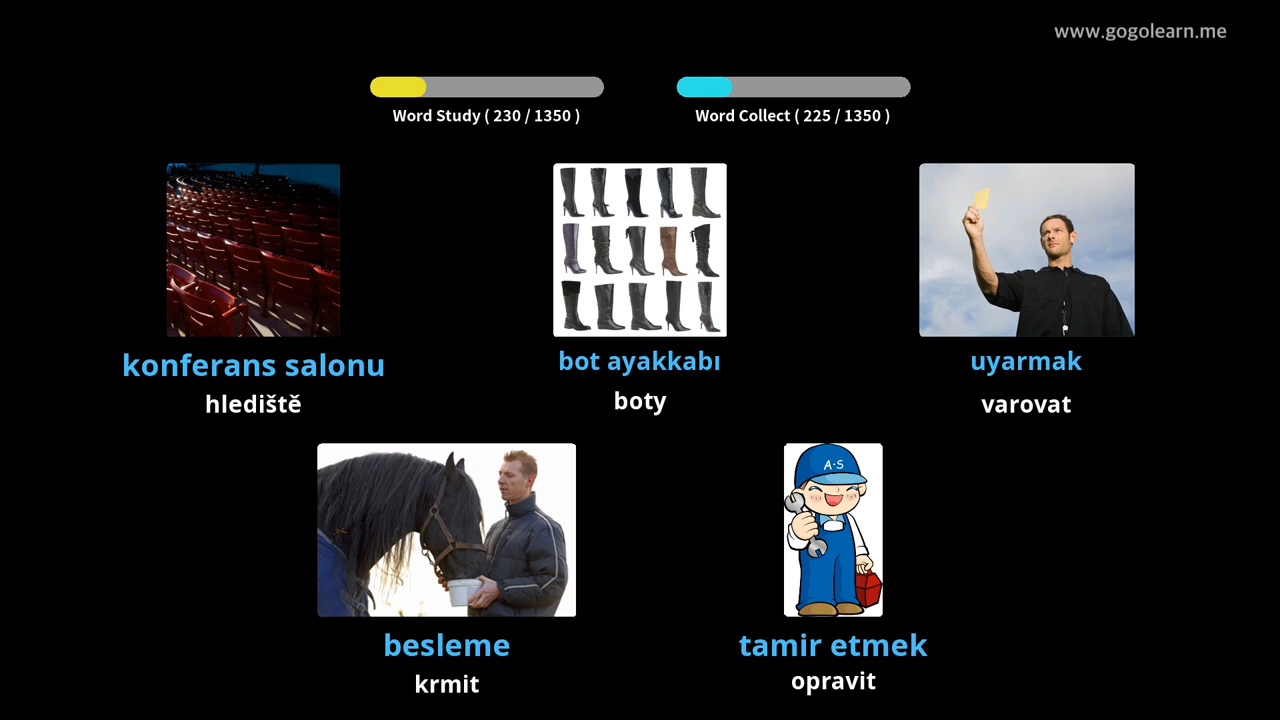 www.gogolearn.me
Word Study ( 230 / 1350 )
Word Collect ( 225 / 1350 )
konferans salonu
hlediště
bot ayakkabı
boty
uyarmak
varovat
A·S
besleme
krmit
tamir etmek
opravit